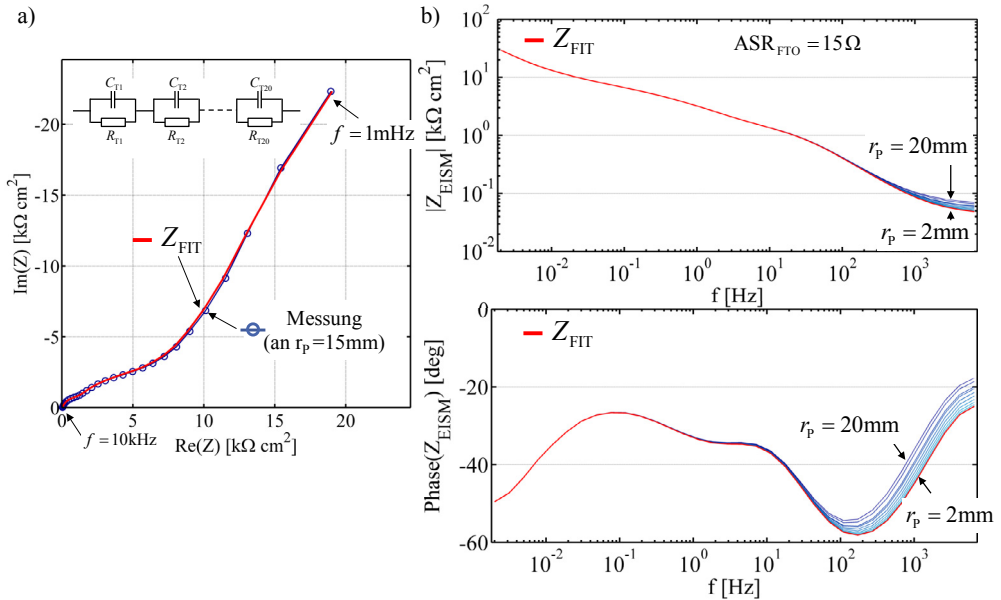 a)
C_T1 C_T2 C_T20
R_T1 R_T2 R_T20
f = 1mHz
Z_FIT
Messung
(an r_P=15mm)
f = 10kHz
Im(Z) [kΩ cm²]
-20
-15
-10
-5
0
0 5 10 15 20
Re(Z) [kΩ cm²]
b)
Z_FIT
ASR_FTO = 15Ω
r_P = 20mm
r_P = 2mm
|Z_EISM| [kΩ cm²]
10²
10¹
10⁰
10⁻¹
10⁻²
10⁻² 10⁻¹ 10⁰ 10¹ 10² 10³
f [Hz]
Z_FIT
r_P = 20mm
r_P = 2mm
Phase(Z_EISM) [deg]
0
-20
-40
-60
10⁻² 10⁻¹ 10⁰ 10¹ 10² 10³
f [Hz]